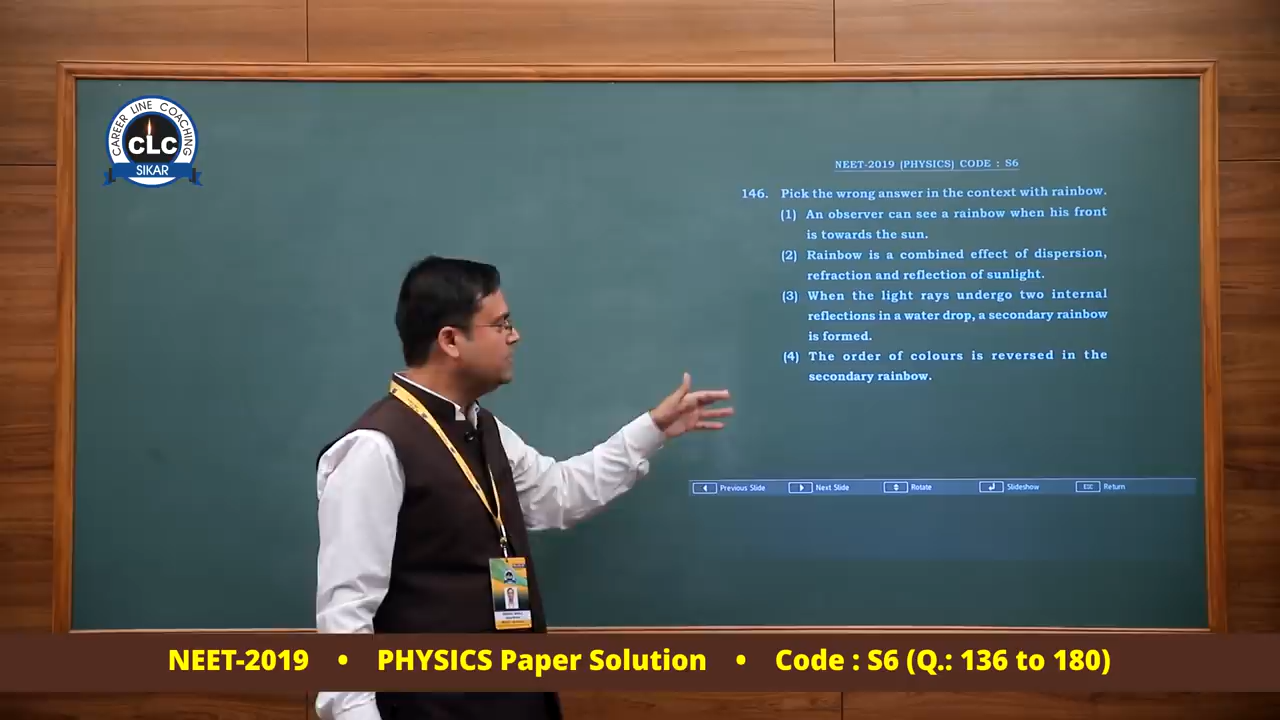 CAREER LINE COACHING
CLC
SIKAR
NEET-2019 (PHYSICS) CODE : S6
146. Pick the wrong answer in the context with rainbow.
(1) An observer can see a rainbow when his front
is towards the sun.
(2) Rainbow is a combined effect of dispersion,
refraction and reflection of sunlight.
(3) When the light rays undergo two internal
reflections in a water drop, a secondary rainbow
is formed.
(4) The order of colours is reversed in the
secondary rainbow.
Previous Slide Next Slide Rotate ESC Slideshow Return
NEET-2019 • PHYSICS Paper Solution • Code : S6 (Q.: 136 to 180)